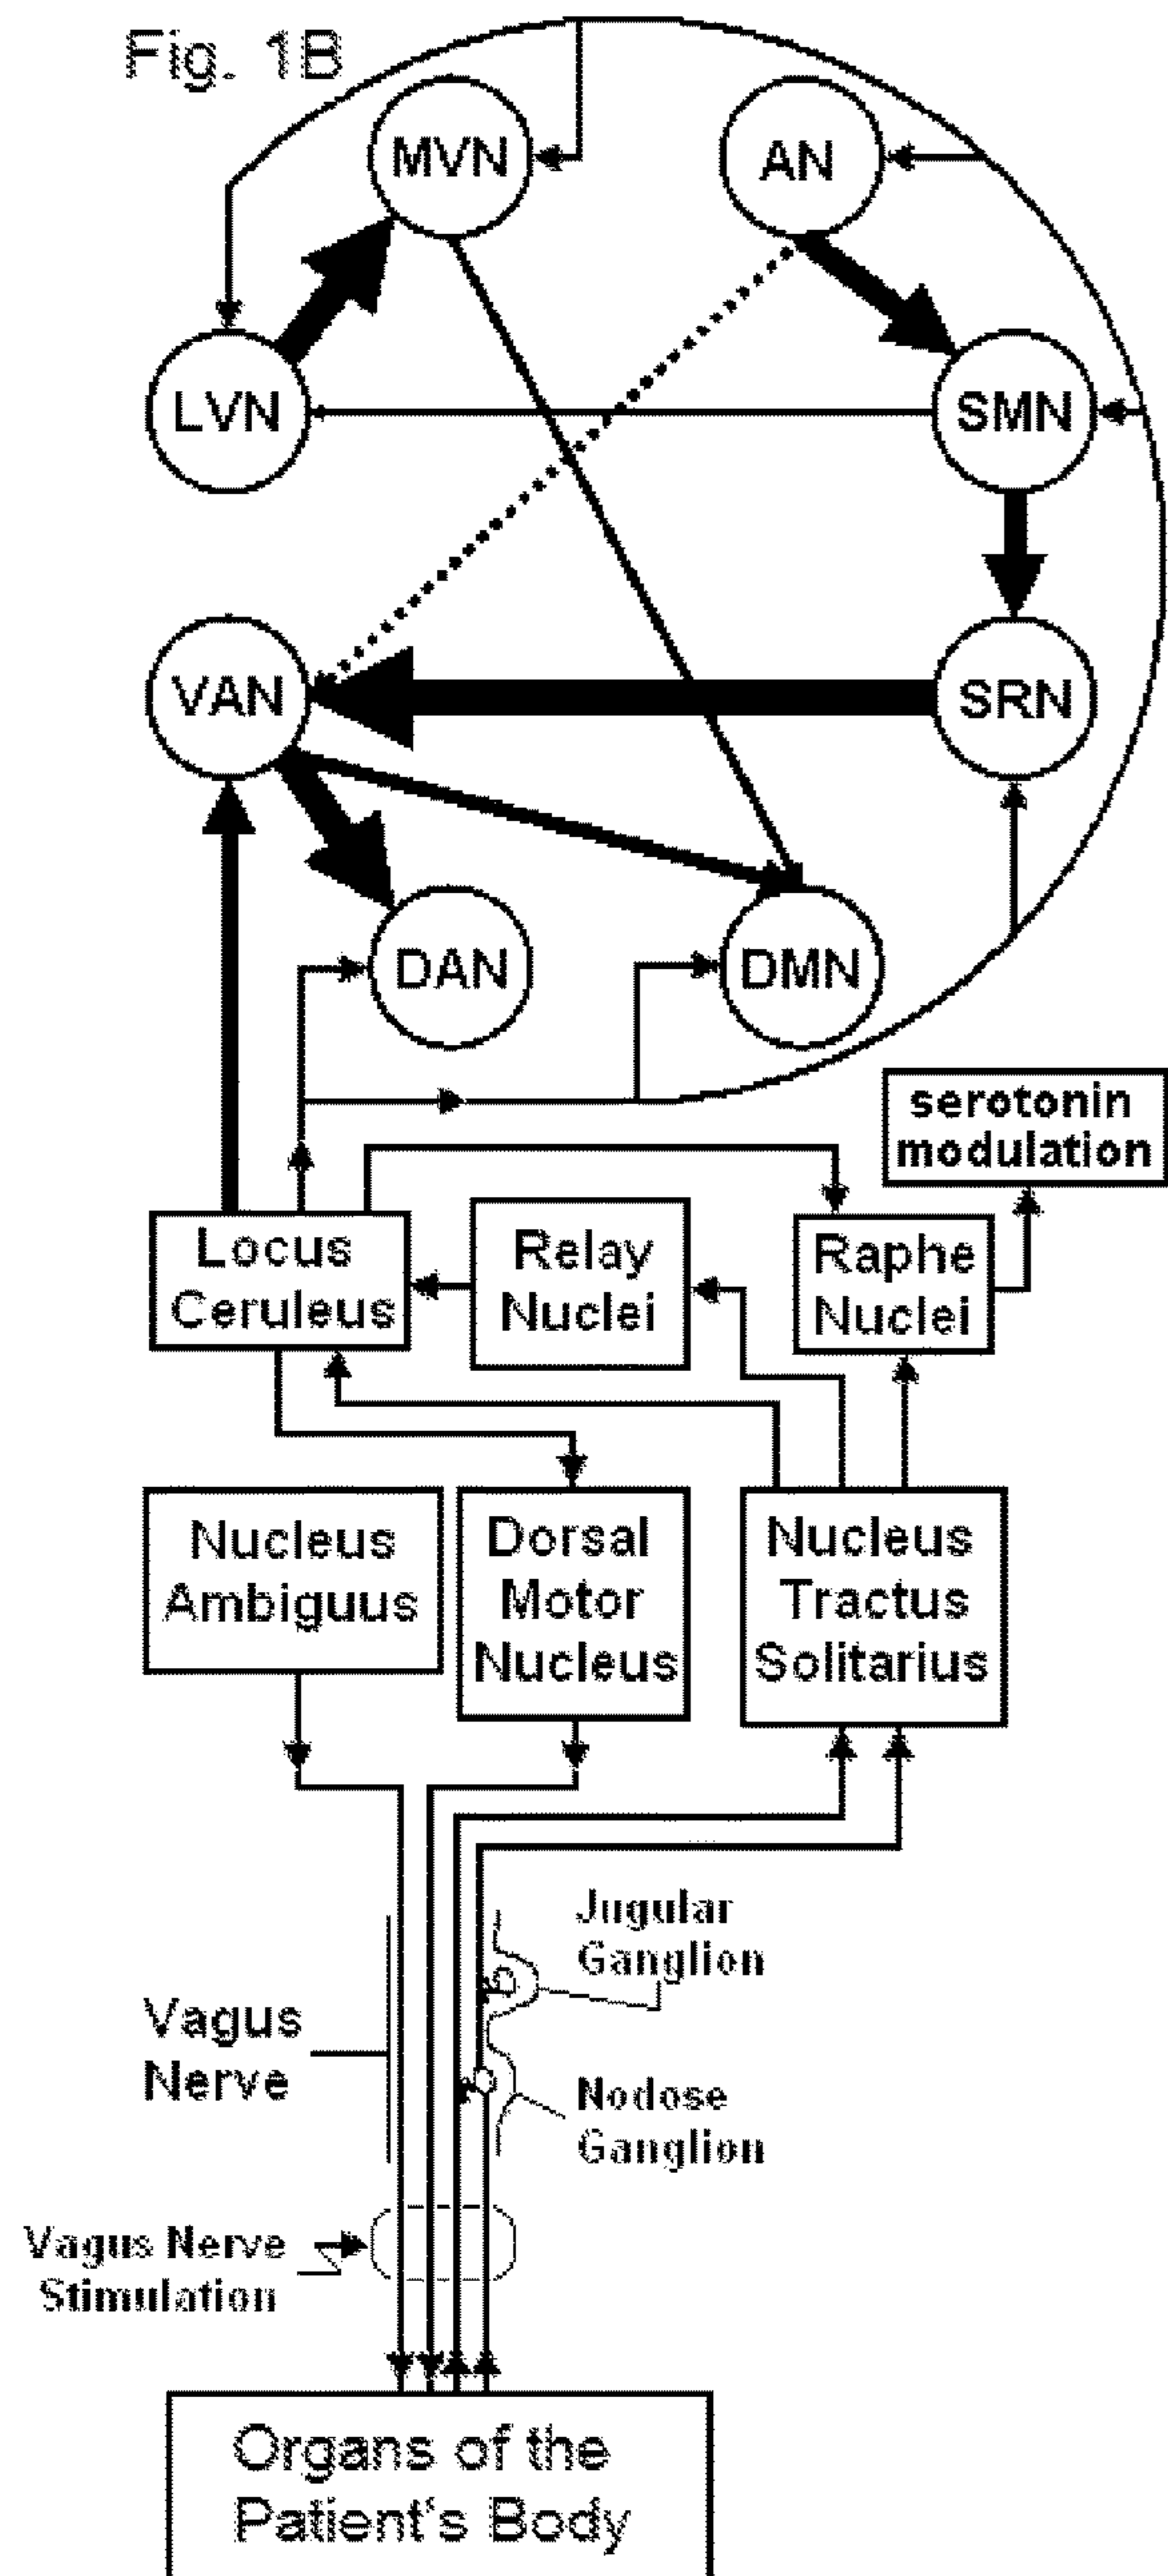 Fig. 1B
MVN
AN
LVN
SMN
VAN
SRN
DAN
DMN
serotonin
modulation
Locus
Ceruleus
Relay
Nuclei
Raphe
Nuclei
Nucleus
Ambiguus
Dorsal
Motor
Nucleus
Nucleus
Tractus
Solitarius
Jugular
Ganglion
Vagus
Nerve
Nodose
Ganglion
Vagus Nerve
Stimulation
Organs of the
Patient's Body